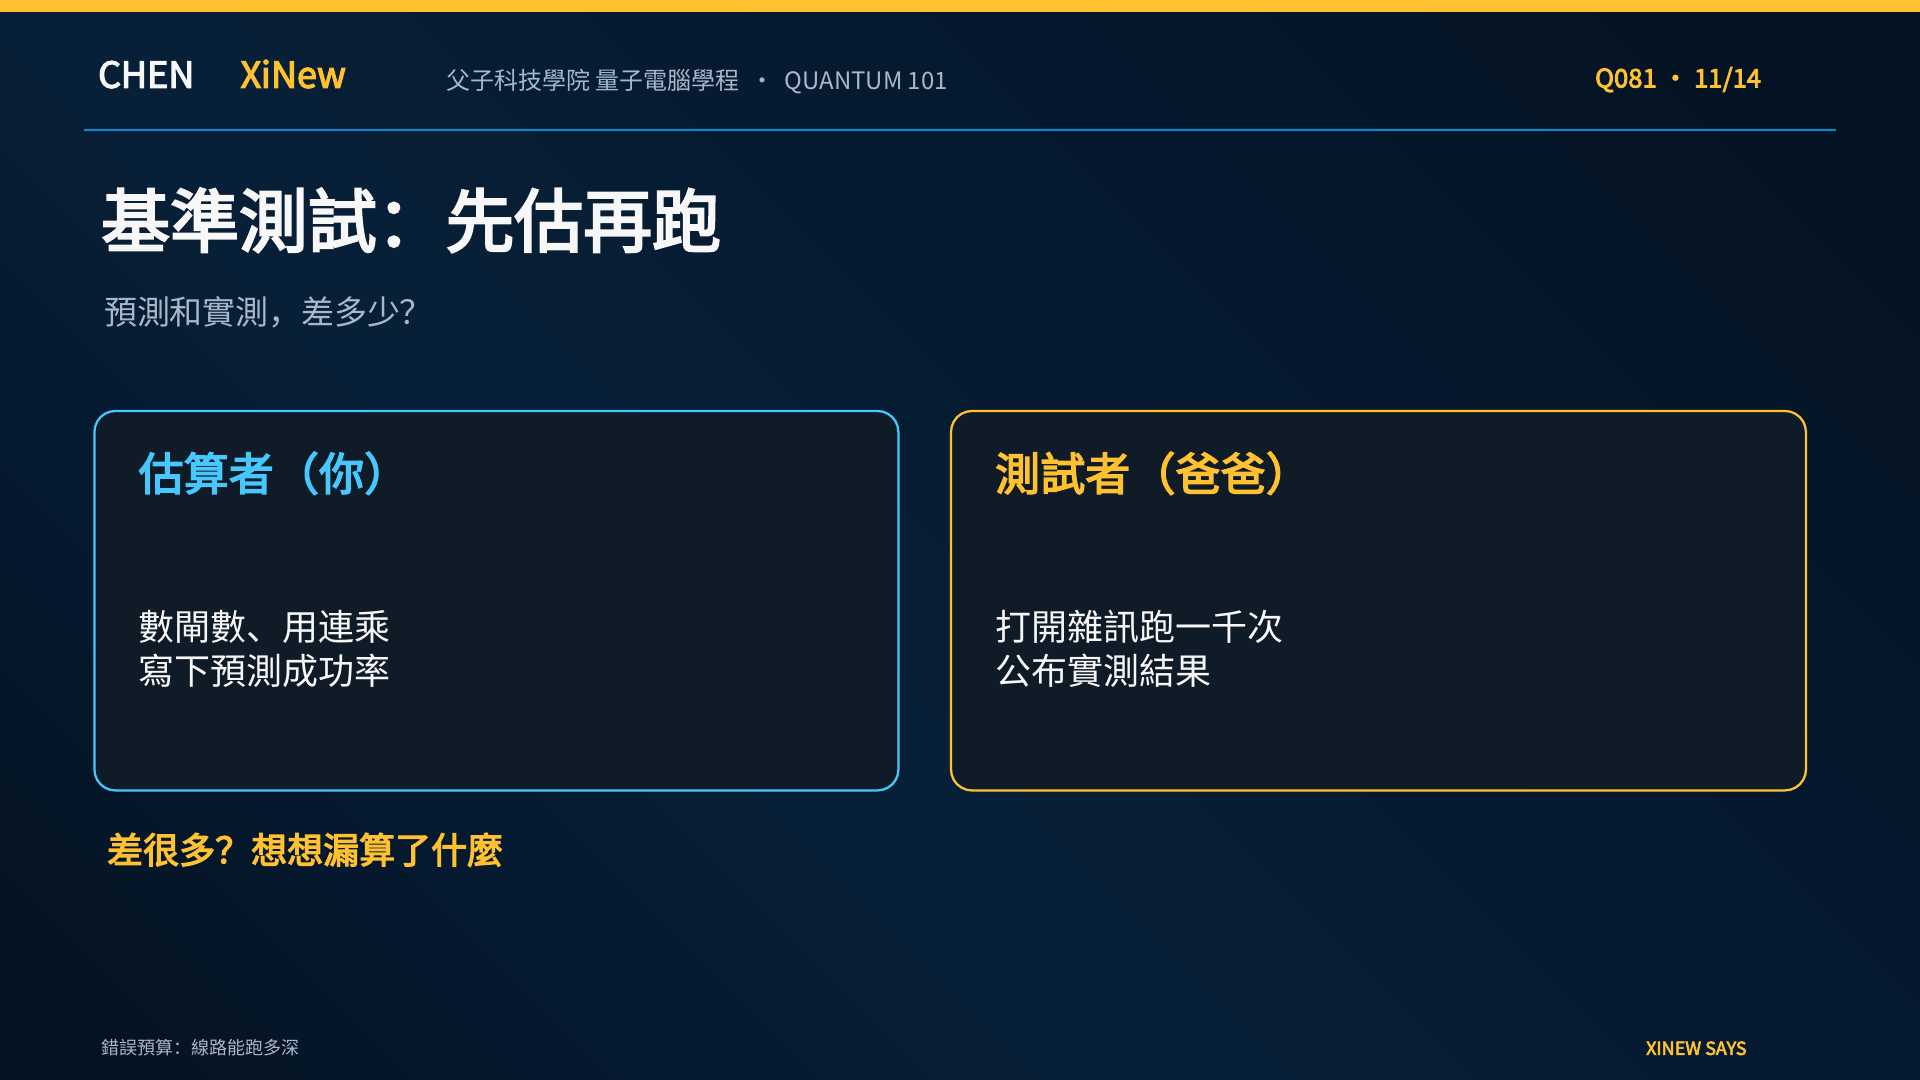 CHEN XiNew 父子科技學院 量子電腦學程 · QUANTUM 101 Q081 · 11/14
基準測試：先估再跑
預測和實測，差多少？
估算者（你）
數閘數、用連乘
寫下預測成功率
測試者（爸爸）
打開雜訊跑一千次
公布實測結果
差很多？想想漏算了什麼
錯誤預算：線路能跑多深
XINEW SAYS